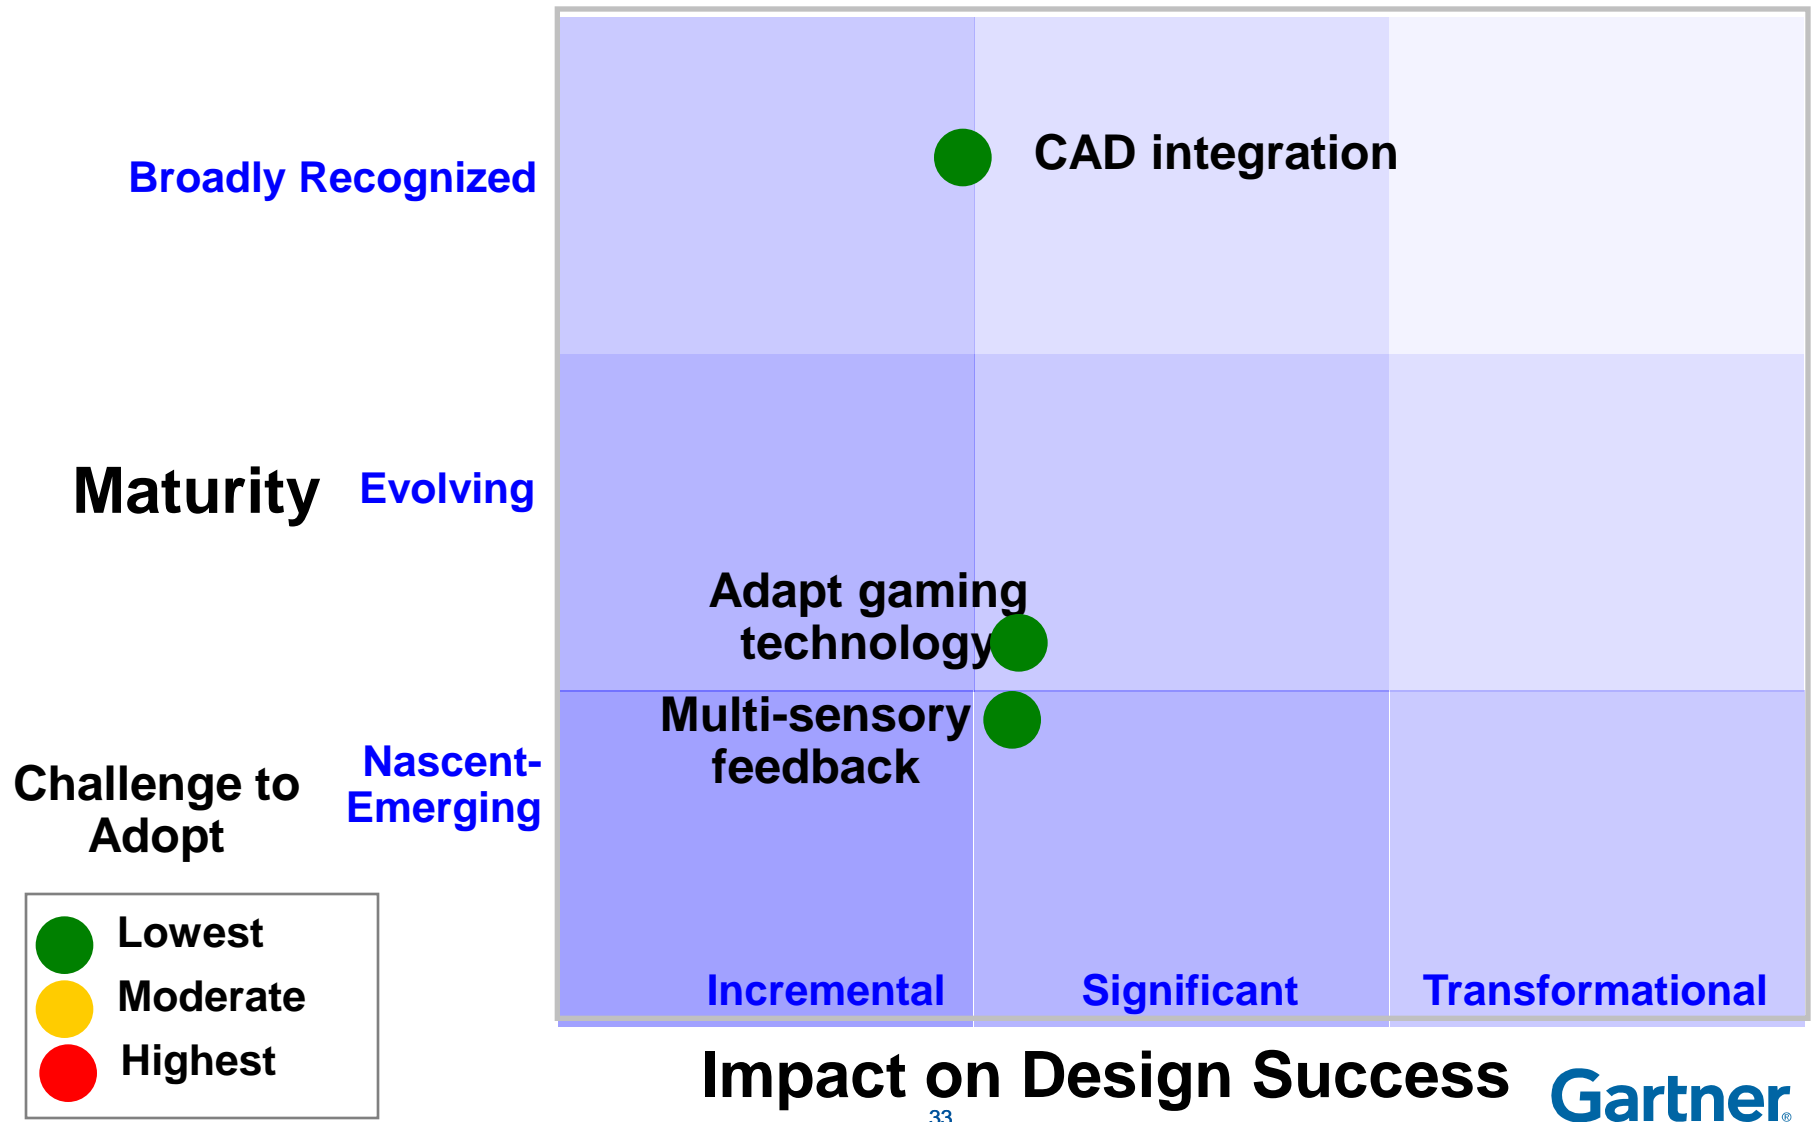 CAD integration
Broadly Recognized
Maturity
Evolving
Adapt gaming
technology
Multi-sensory
feedback
Nascent-
Emerging
Challenge to
Adopt
Lowest
Moderate
Highest
Incremental
Significant
Transformational
Impact on Design Success
33
Gartner®